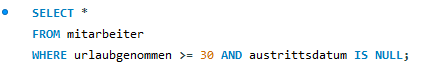 SELECT *
FROM mitarbeiter
WHERE urlaubgenommen >= 30 AND austrittsdatum IS NULL;